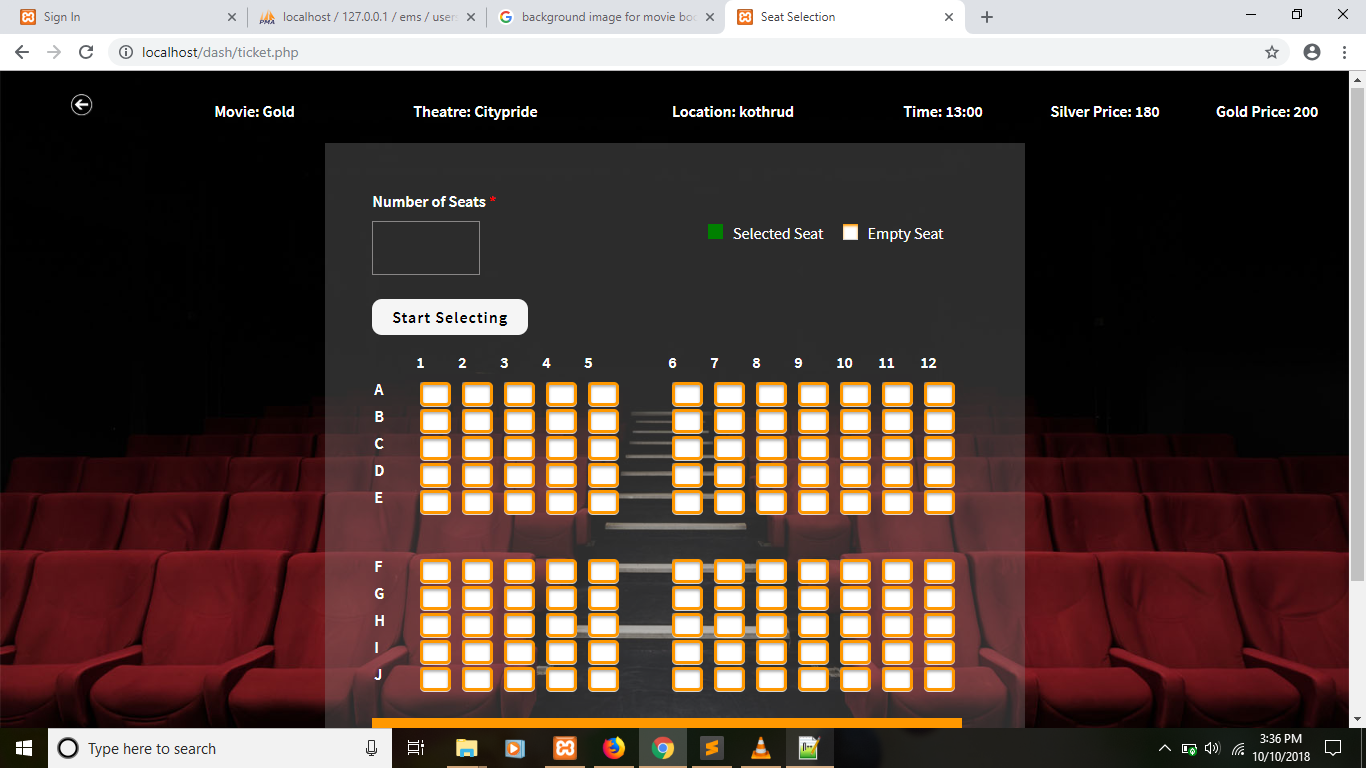 Sign In
localhost / 127.0.0.1 / ems / user
background image for movie boo
Seat Selection
localhost/dash/ticket.php
Movie: Gold Theatre: Citypride Location: kothrud Time: 13:00 Silver Price: 180 Gold Price: 200
Number of Seats *
Selected Seat Empty Seat
Start Selecting
1 2 3 4 5 6 7 8 9 10 11 12
A
B
C
D
E
F
G
H
I
J
Type here to search
3:36 PM
10/10/2018